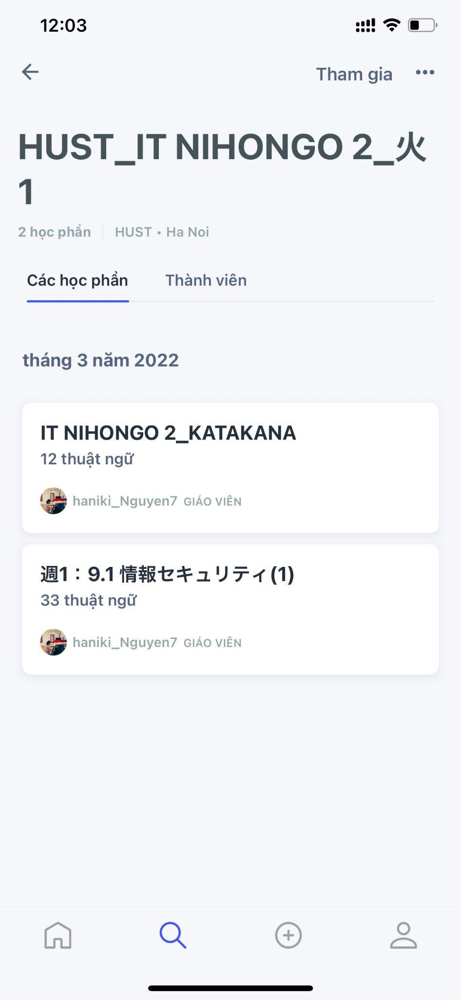 12:03
Tham gia
HUST_IT NIHONGO 2_火
1
2 học phần HUST • Ha Noi
Các học phần Thành viên
tháng 3 năm 2022
IT NIHONGO 2_KATAKANA
12 thuật ngữ
haniki_Nguyen7 GIÁO VIÊN
週1：9.1 情報セキュリティ(1)
33 thuật ngữ
haniki_Nguyen7 GIÁO VIÊN